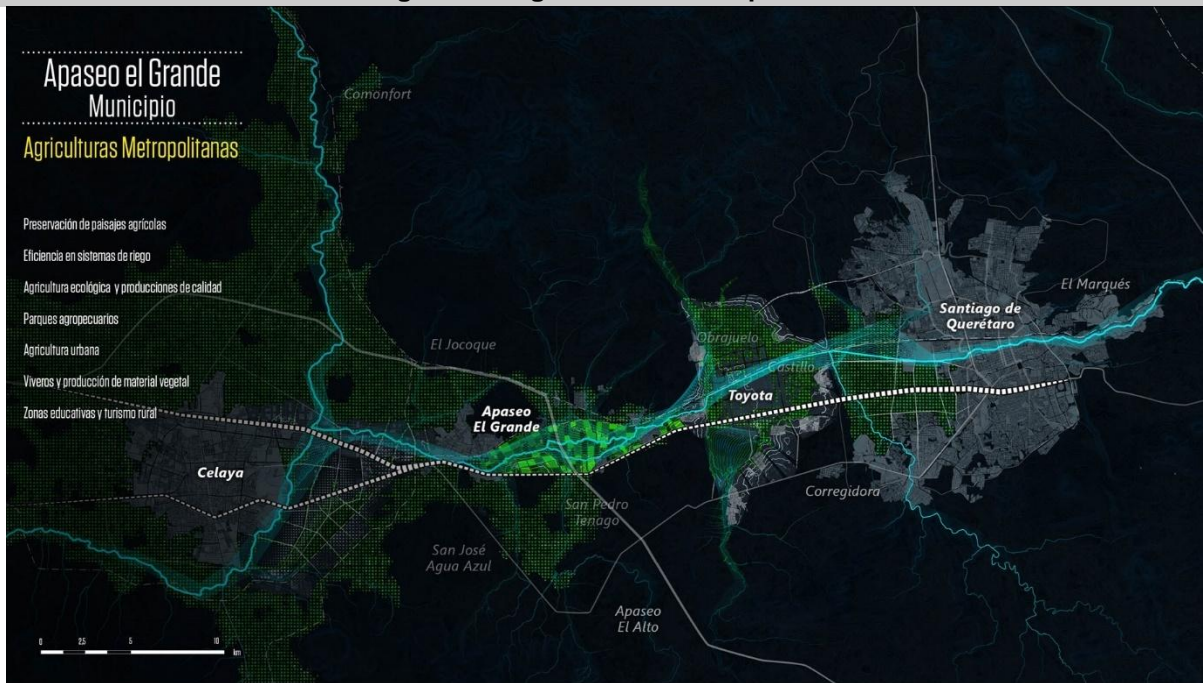 Apaseo el Grande
Municipio
Agriculturas Metropolitanas
Preservación de paisajes agrícolas
Eficiencia en sistemas de riego
Agricultura ecológica y producciones de calidad
Parques agropecuarios
Agricultura urbana
Viveros y producción de material vegetal
Zonas educativas y turismo rural
Comonfort
El Marqués
Santiago de
Querétaro
El Jocoque
Obrajuelo
Castillo
Toyota
Apaseo
El Grande
Celaya
Corregidora
San Pedro
Tenago
San José
Agua Azul
Apaseo
El Alto
0 2.5 5 10
km